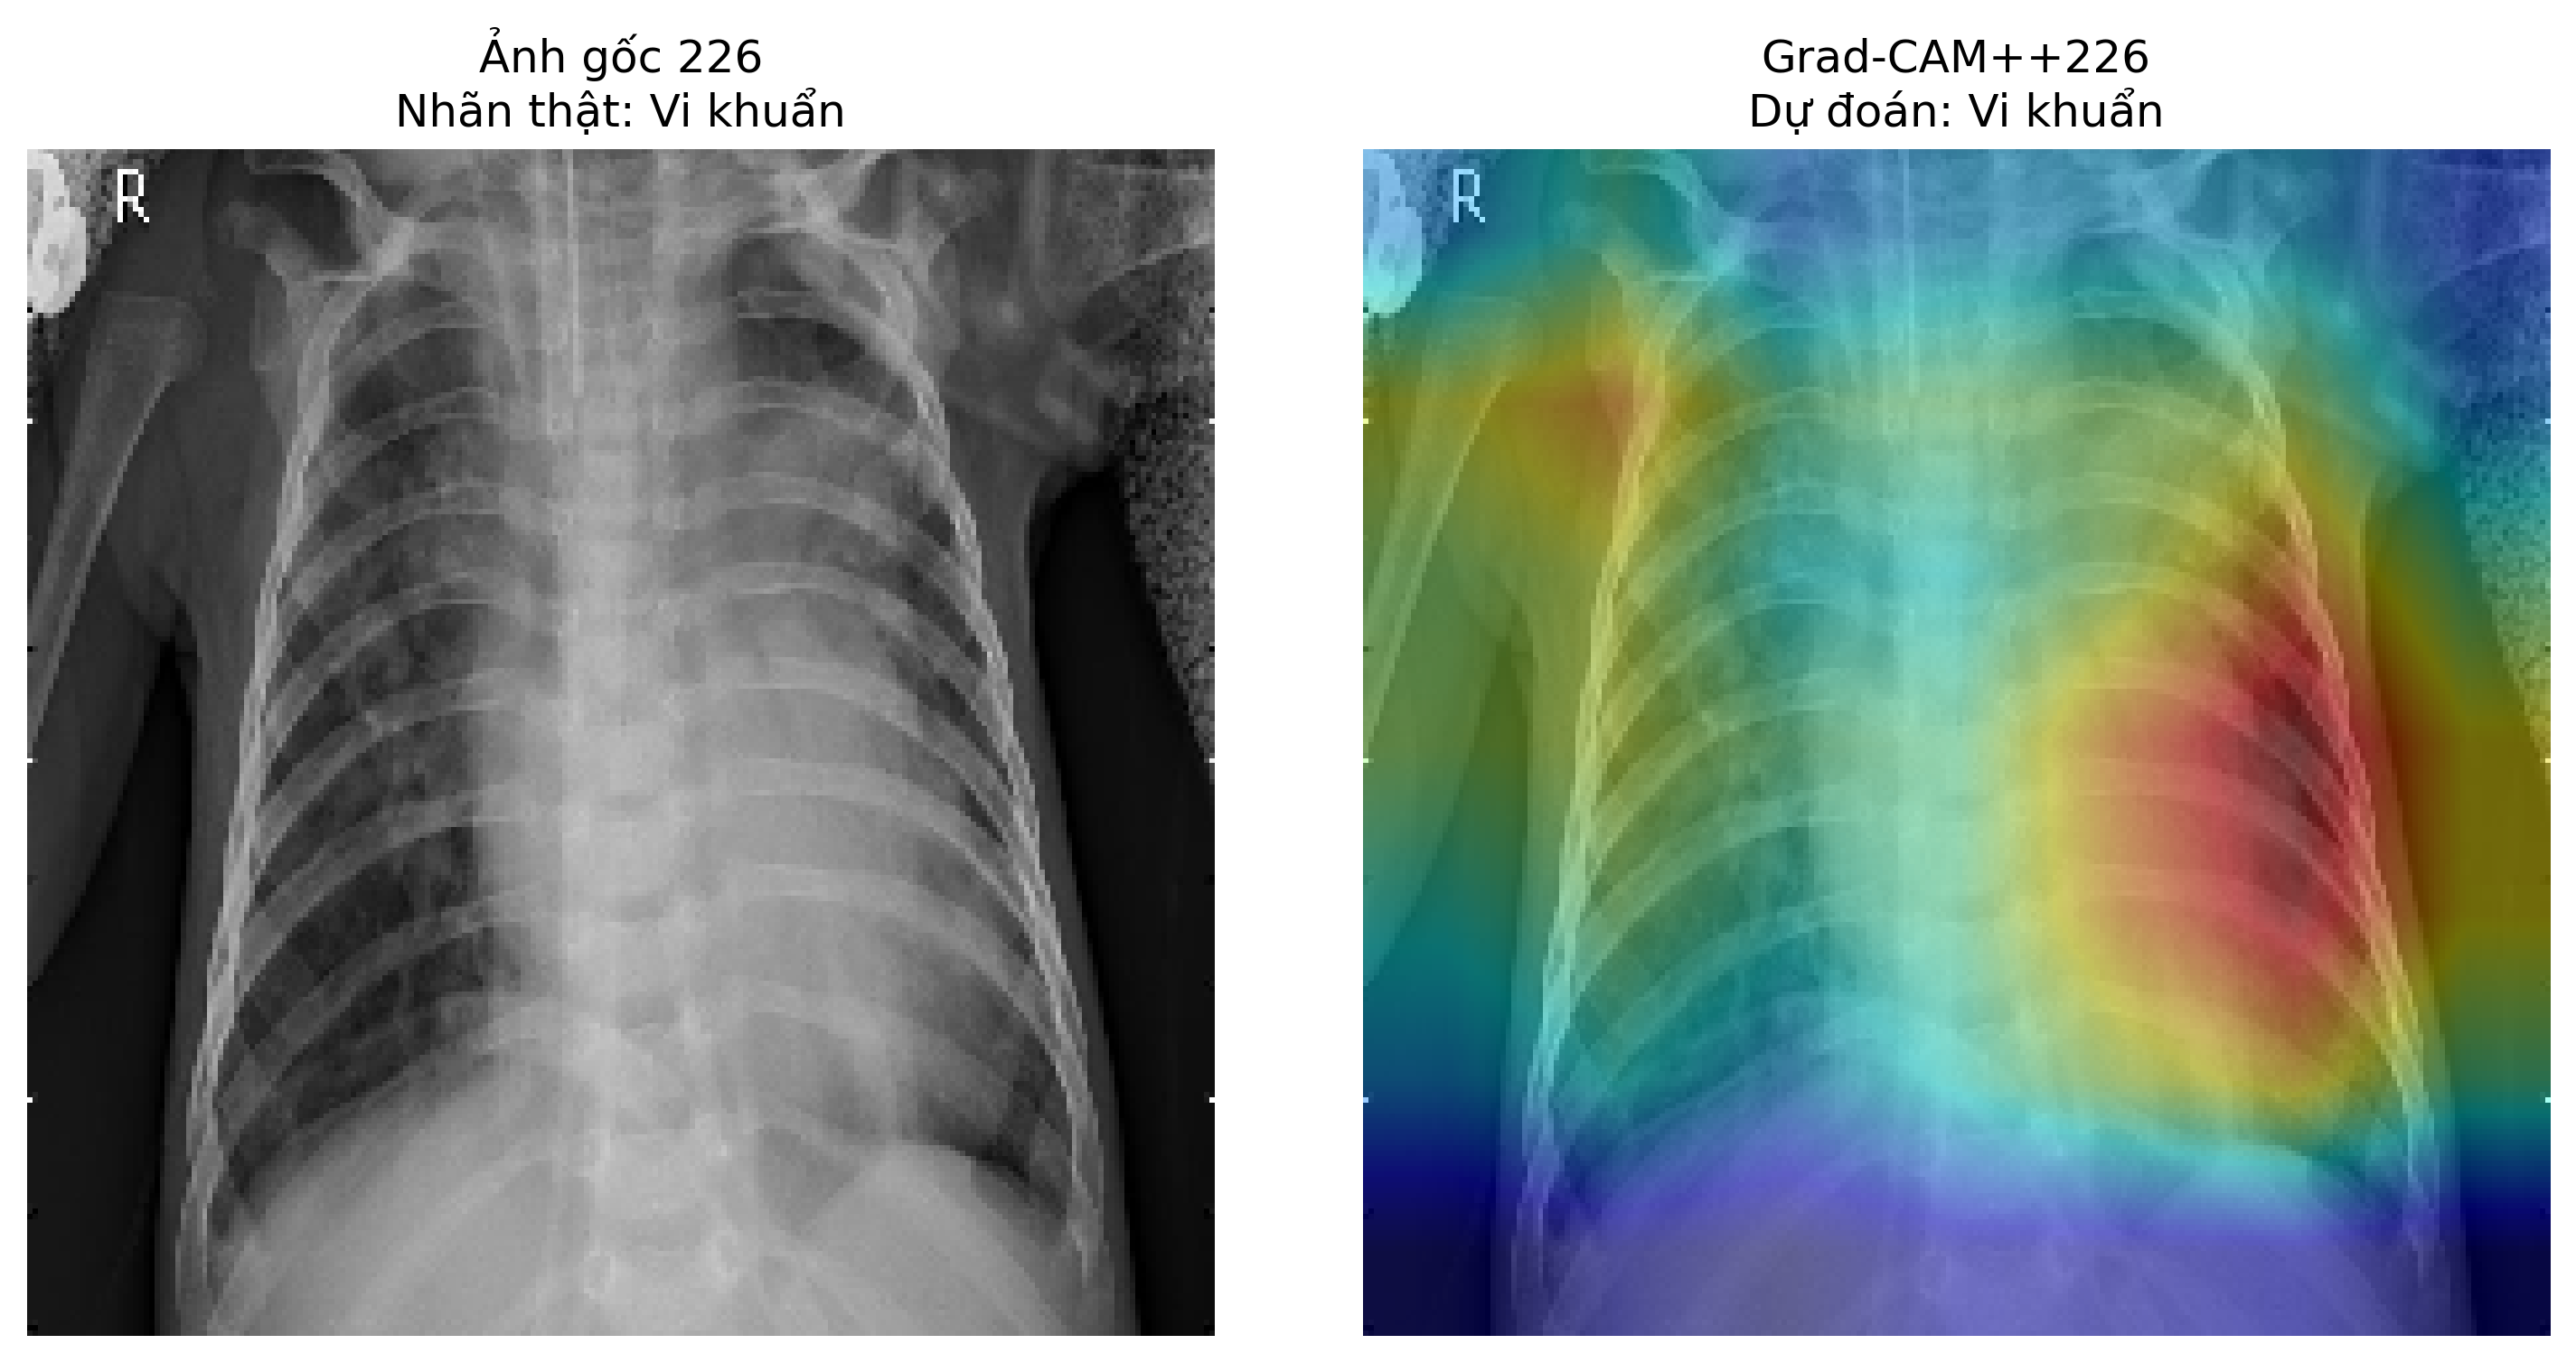 Ảnh gốc 226
Nhãn thật: Vi khuẩn
R
Grad-CAM++226
Dự đoán: Vi khuẩn
R